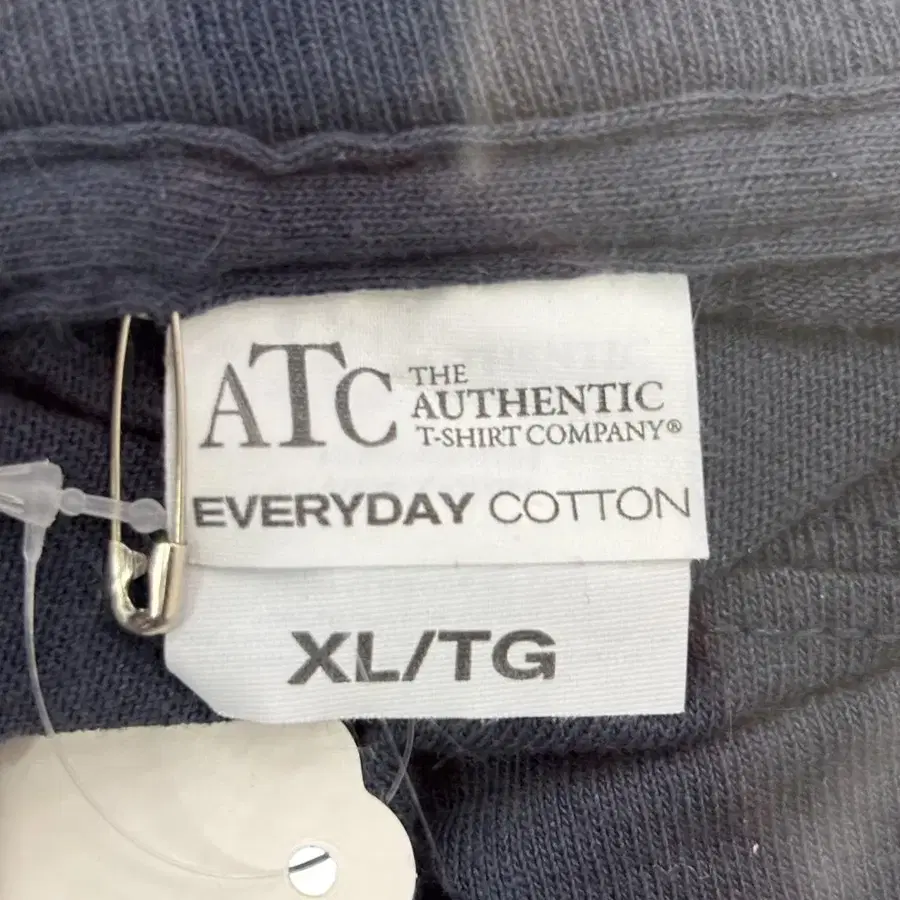 ATC THE
AUTHENTIC
T-SHIRT COMPANY®
EVERYDAY COTTON
XL/TG